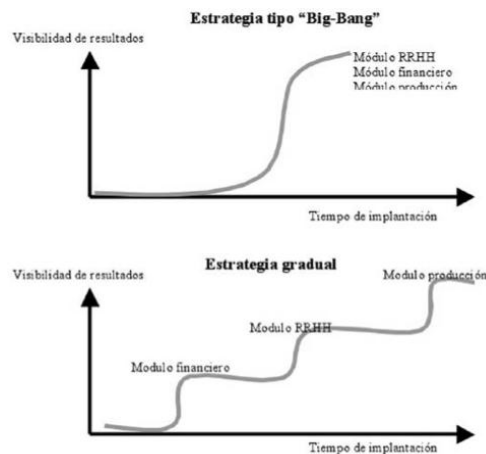 Estrategia tipo “Big-Bang”
Visibilidad de resultados
Módulo RRHH
Módulo financiero
Módulo producción
Tiempo de implantación
Estrategia gradual
Visibilidad de resultados
Modulo producción
Modulo RRHH
Modulo financiero
Tiempo de implantación